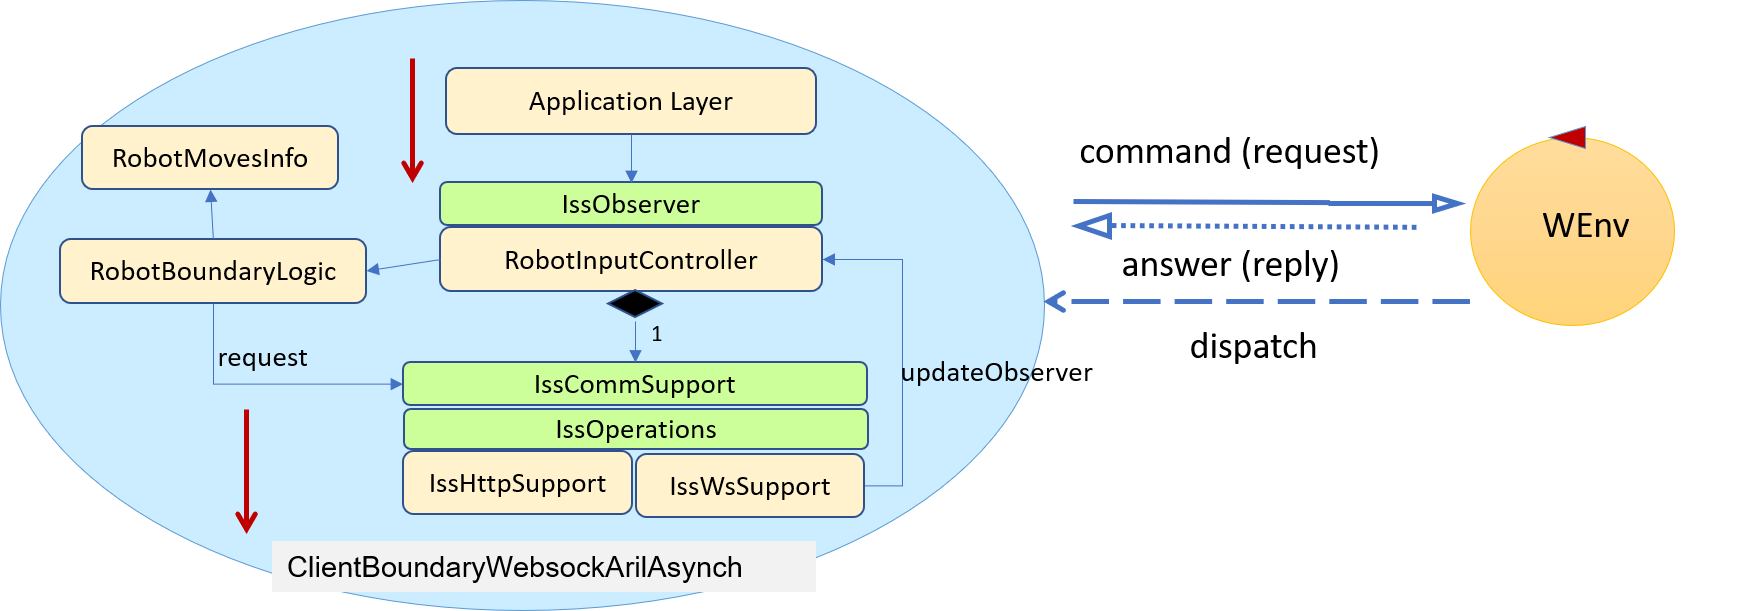 Application Layer
RobotMovesInfo
IssObserver
RobotInputController
RobotBoundaryLogic
1
request
IssCommSupport
updateObserver
IssOperations
IssHttpSupport
IssWsSupport
ClientBoundaryWebsockArilAsynch
command (request)
answer (reply)
dispatch
WEnv